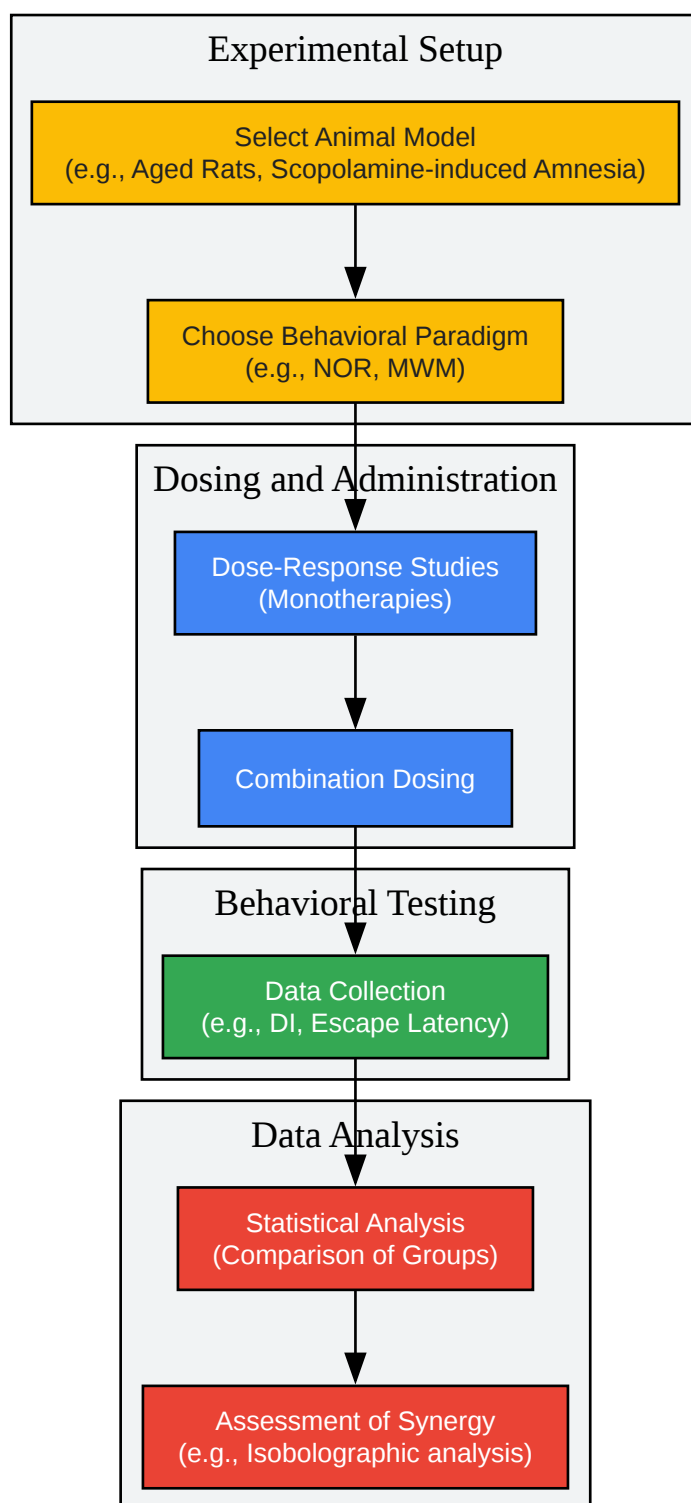 Experimental Setup
Select Animal Model
(e.g., Aged Rats, Scopolamine-induced Amnesia)
Choose Behavioral Paradigm
(e.g., NOR, MWM)
Dosing and Administration
Dose-Response Studies
(Monotherapies)
Combination Dosing
Behavioral Testing
Data Collection
(e.g., DI, Escape Latency)
Data Analysis
Statistical Analysis
(Comparison of Groups)
Assessment of Synergy
(e.g., Isobolographic analysis)